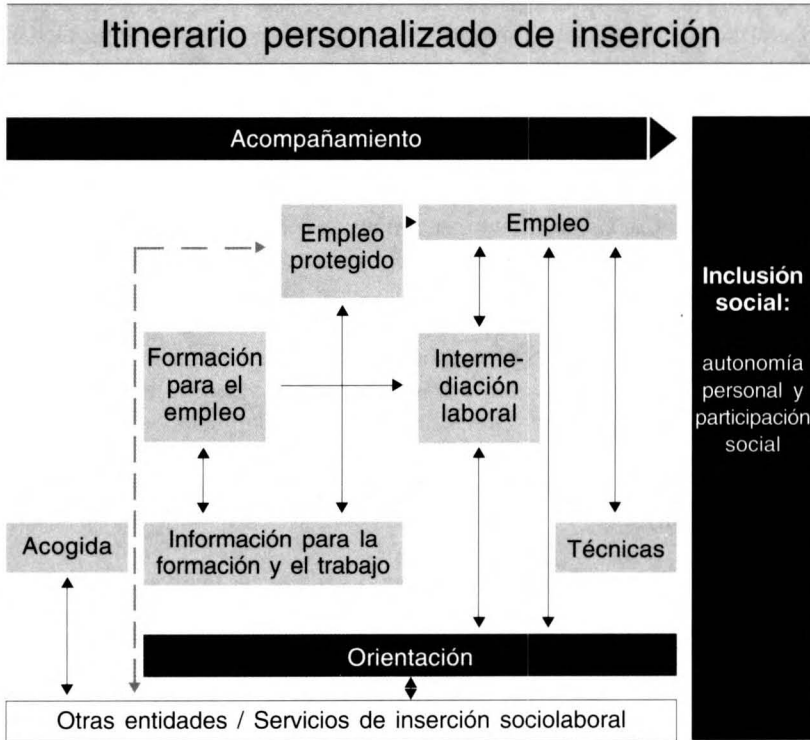 Itinerario personalizado de inserción
Acompañamiento
Empleo
protegido
Empleo
Inclusión
social:
autonomía
personal y
participación
social
Formación
para el
empleo
Interme-
diación
laboral
Acogida
Información para la
formación y el trabajo
Técnicas
Orientación
Otras entidades / Servicios de inserción sociolaboral